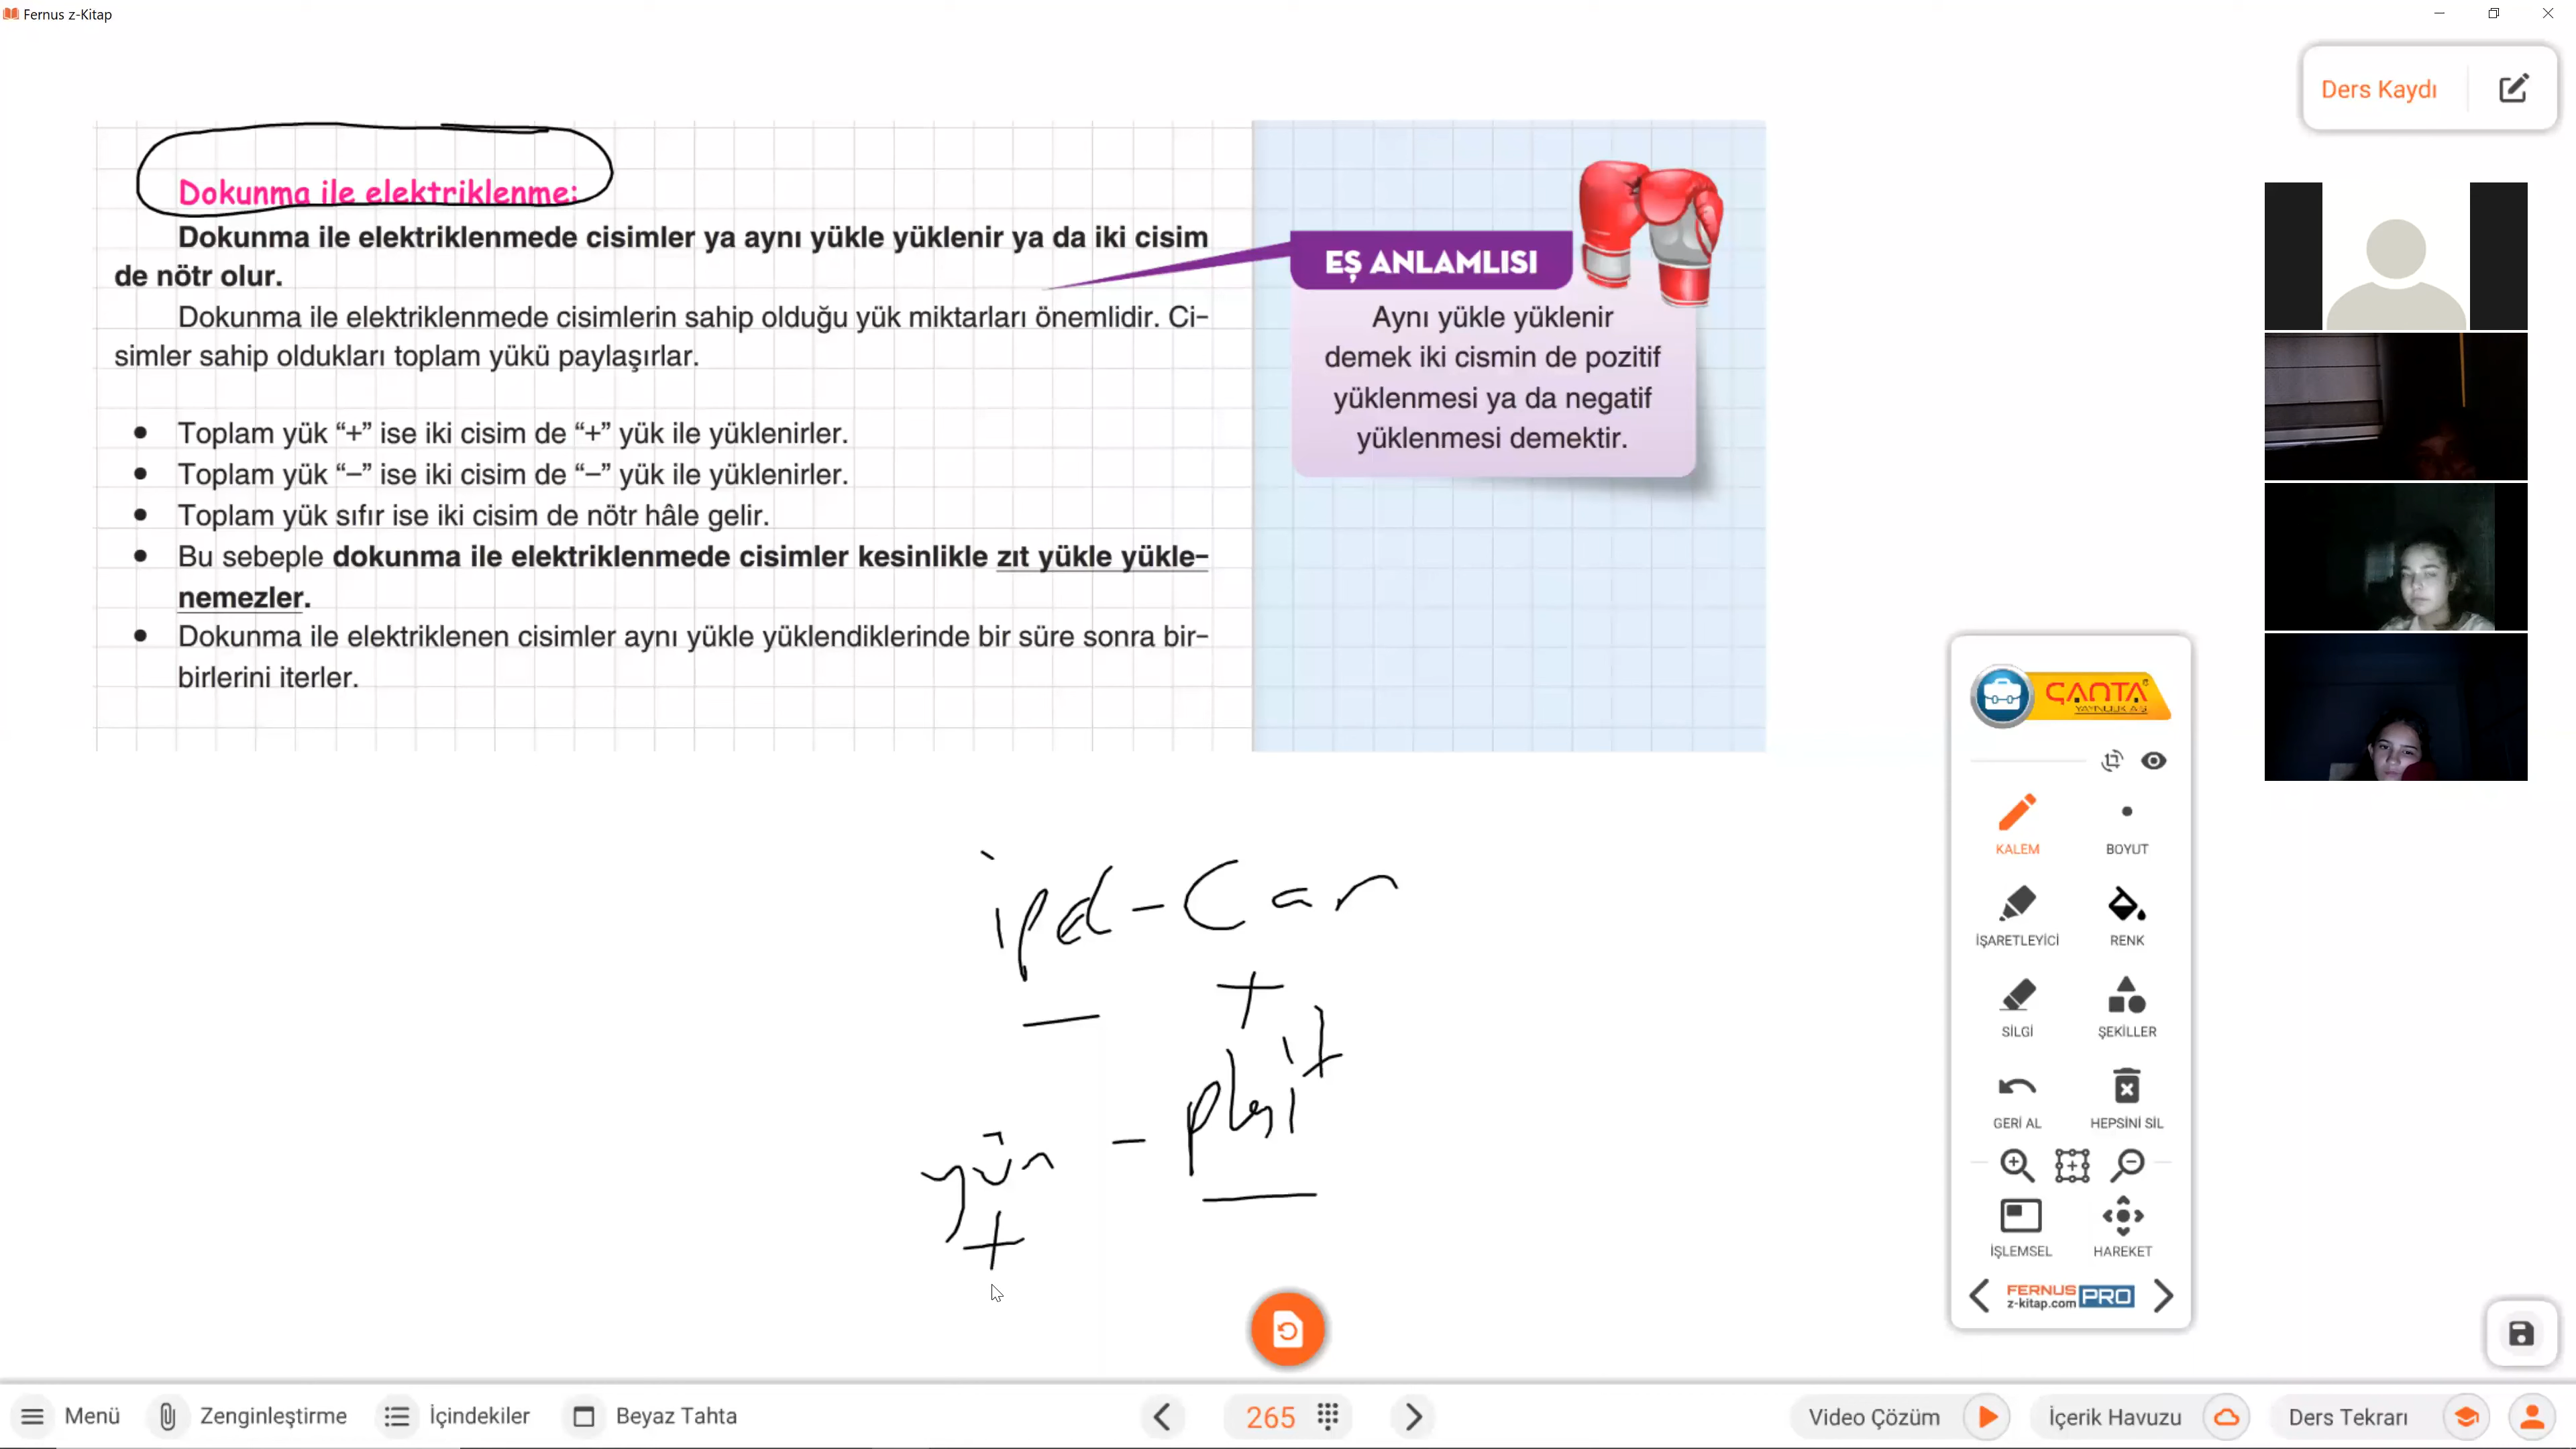 Fernus z-Kitap
Ders Kaydı
Dokunma ile elektriklenme:
Dokunma ile elektriklenmede cisimler ya aynı yükle yüklenir ya da iki cisim
de nötr olur.
Dokunma ile elektriklenmede cisimlerin sahip olduğu yük miktarları önemlidir. Ci-
simler sahip oldukları toplam yükü paylaşırlar.
• Toplam yük “+” ise iki cisim de “+” yük ile yüklenirler.
• Toplam yük “–” ise iki cisim de “–” yük ile yüklenirler.
• Toplam yük sıfır ise iki cisim de nötr hâle gelir.
• Bu sebeple dokunma ile elektriklenmede cisimler kesinlikle zıt yükle yükle-
nemezler.
• Dokunma ile elektriklenen cisimler aynı yükle yüklendiklerinde bir süre sonra bir-
birlerini iterler.
EŞ ANLAMLISI
Aynı yükle yüklenir
demek iki cismin de pozitif
yüklenmesi ya da negatif
yüklenmesi demektir.
– +
yün –
+ –
ÇANTA
YAYINCILIK A.Ş.
KALEM BOYUT
İŞARETLEYİCİ RENK
SİLGİ ŞEKİLLER
GERİ AL HEPSİNİ SİL
İŞLEMSEL HAREKET
FERNUS PRO
z-kitap.com
Menü Zenginleştirme İçindekiler Beyaz Tahta 265 Video Çözüm İçerik Havuzu Ders Tekrarı